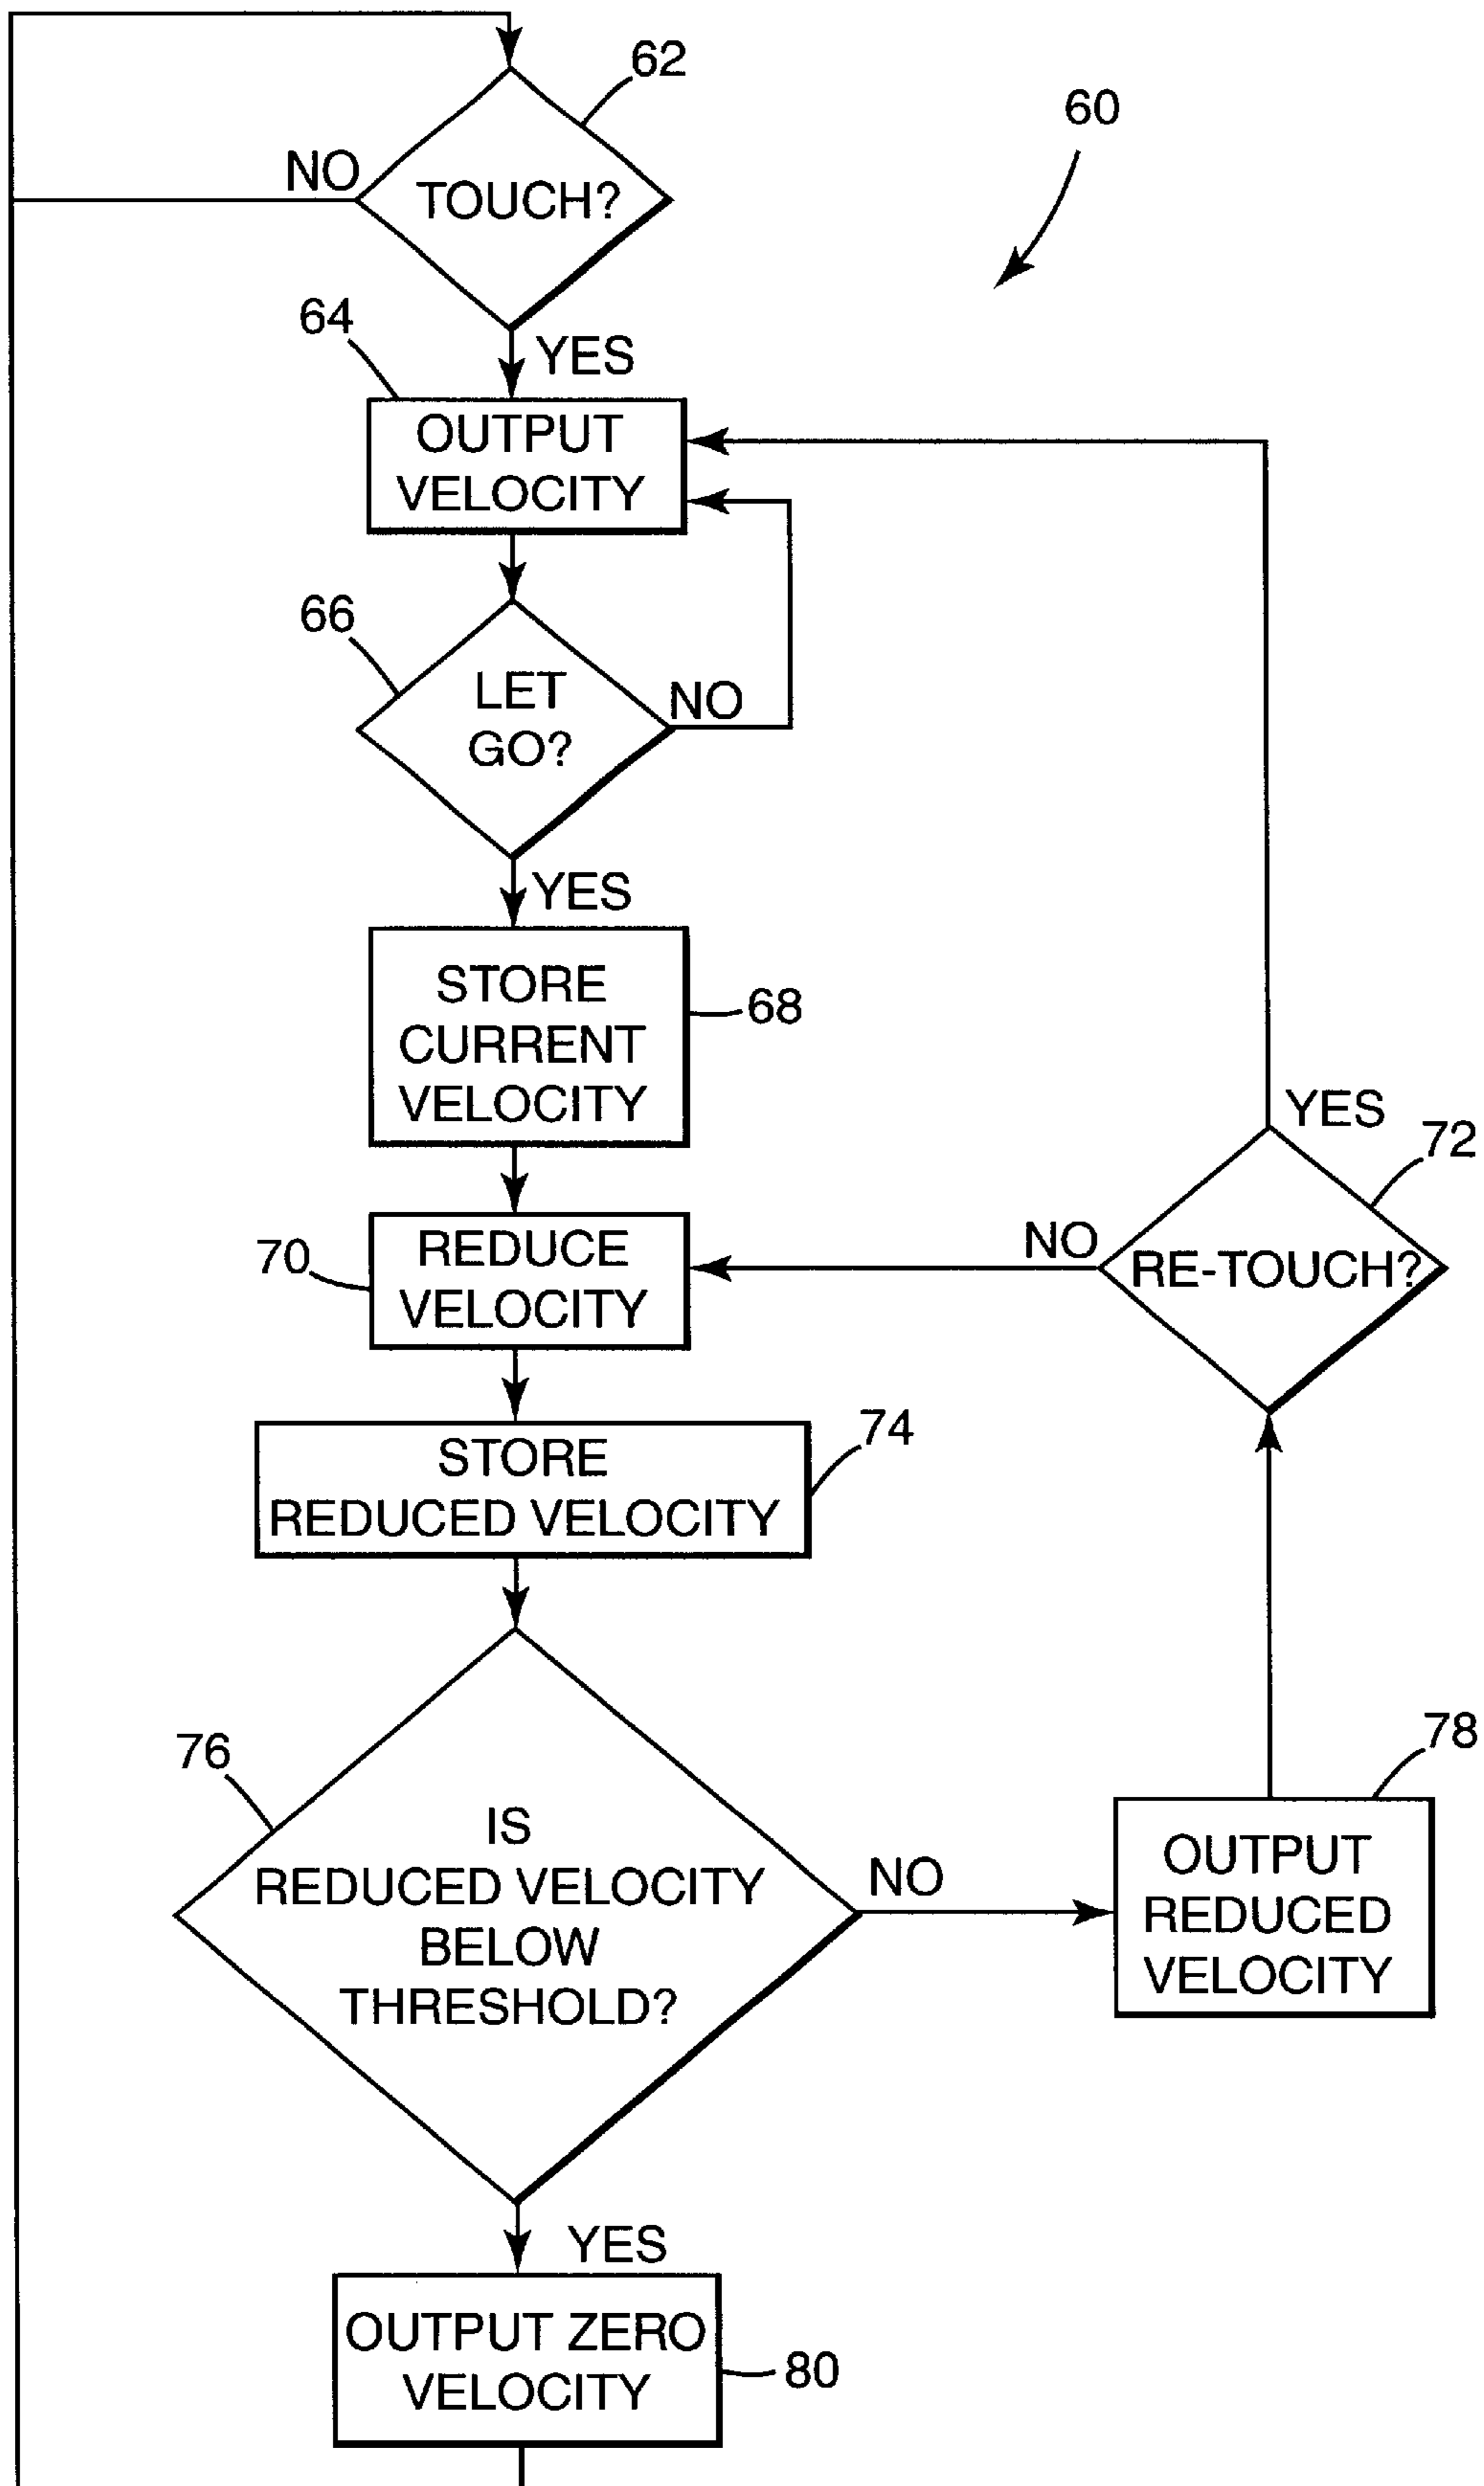 62
60
NO
TOUCH?
64
YES
OUTPUT
VELOCITY
66
LET
GO?
NO
YES
STORE
CURRENT
VELOCITY
68
YES
72
70
REDUCE
VELOCITY
NO
RE-TOUCH?
74
STORE
REDUCED VELOCITY
76
78
IS
REDUCED VELOCITY
BELOW
THRESHOLD?
NO
OUTPUT
REDUCED
VELOCITY
YES
OUTPUT ZERO
VELOCITY
80